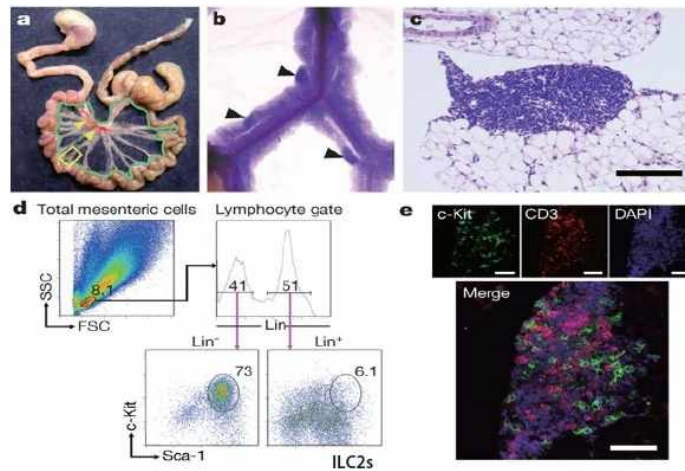 a
b
c
d
Total mesenteric cells
Lymphocyte gate
SSC
8.1
FSC
41
51
Lin
Lin⁻
Lin⁺
73
6.1
c-Kit
Sca-1
ILC2s
e
c-Kit
CD3
DAPI
Merge